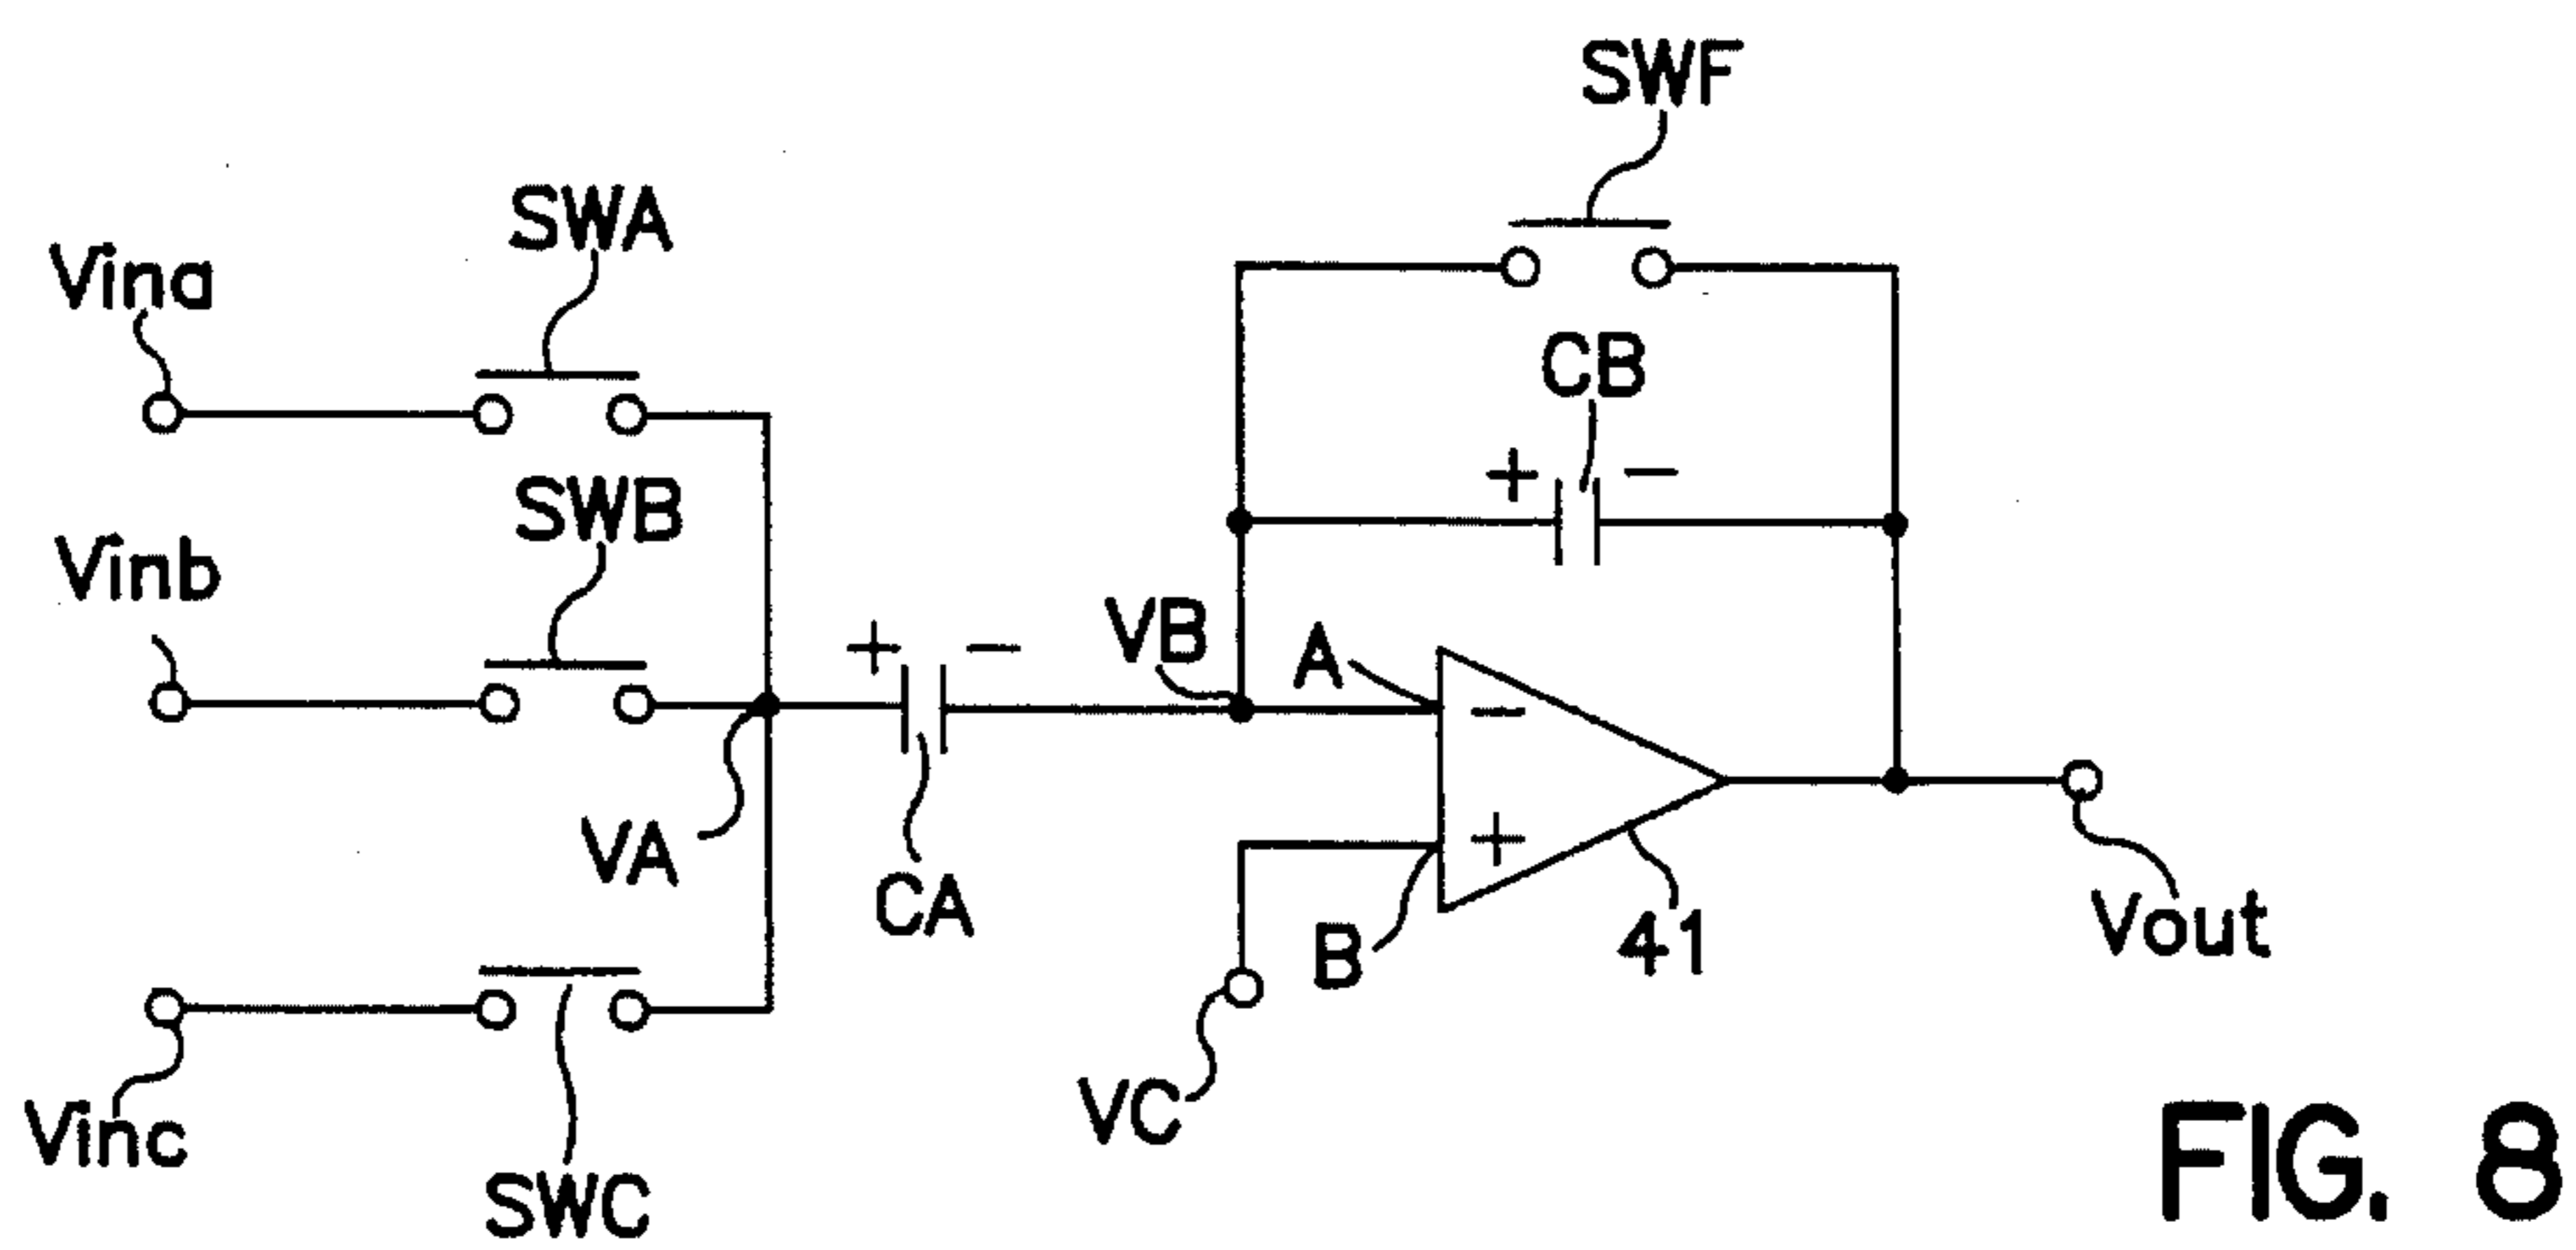 SWF
SWA
Vina
CB
+ −
SWB
Vinb
VB
A
+ −
−
+
VA
CA
B
41
Vout
VC
Vinc
SWC
FIG. 8